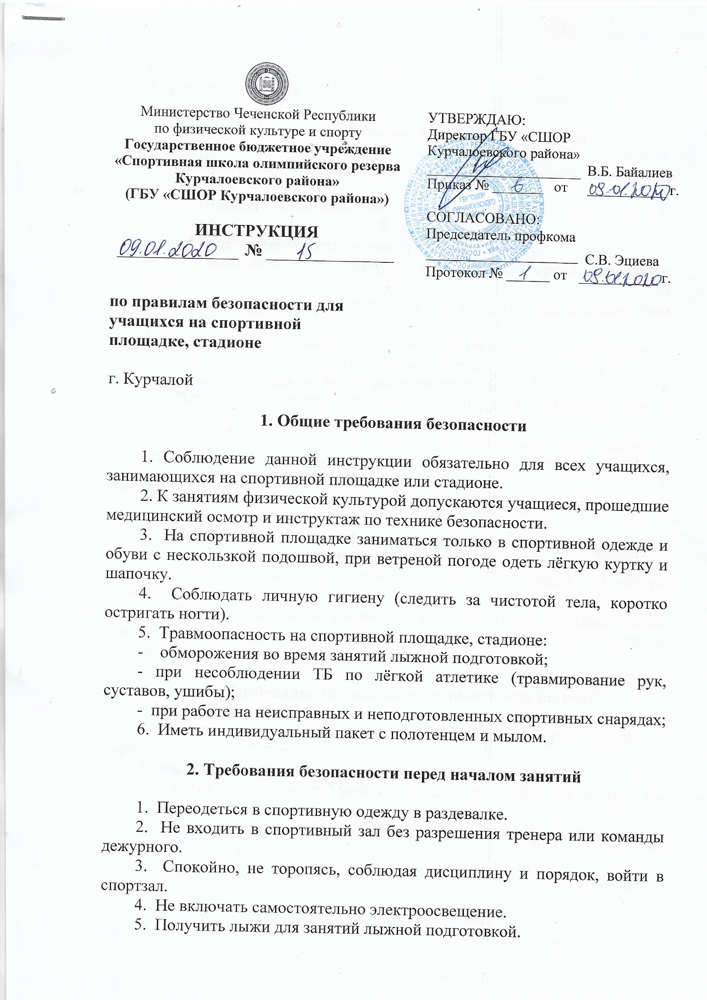 Министерство Чеченской Республики
по физической культуре и спорту
Государственное бюджетное учреждение
«Спортивная школа олимпийского резерва
Курчалоевского района»
(ГБУ «СШОР Курчалоевского района»)
ИНСТРУКЦИЯ
09.01.2020 № 15
УТВЕРЖДАЮ:
Директор ГБУ «СШОР
Курчалоевского района»
В.Б. Байалиев
Приказ № 6 от 09.01.2020 г.
СОГЛАСОВАНО:
Председатель профкома
С.В. Эциева
Протокол № 1 от 09.01.2020 г.
ГБУ "СШОР
КУРЧАЛОЕВСКОГО
РАЙОНА"
по правилам безопасности для
учащихся на спортивной
площадке, стадионе
г. Курчалой
1. Общие требования безопасности
1. Соблюдение данной инструкции обязательно для всех учащихся,
занимающихся на спортивной площадке или стадионе.
2. К занятиям физической культурой допускаются учащиеся, прошедшие
медицинский осмотр и инструктаж по технике безопасности.
3. На спортивной площадке заниматься только в спортивной одежде и
обуви с нескользкой подошвой, при ветреной погоде одеть лёгкую куртку и
шапочку.
4. Соблюдать личную гигиену (следить за чистотой тела, коротко
остригать ногти).
5. Травмоопасность на спортивной площадке, стадионе:
- обморожения во время занятий лыжной подготовкой;
- при несоблюдении ТБ по лёгкой атлетике (травмирование рук,
суставов, ушибы);
- при работе на неисправных и неподготовленных спортивных снарядах;
6. Иметь индивидуальный пакет с полотенцем и мылом.
2. Требования безопасности перед началом занятий
1. Переодеться в спортивную одежду в раздевалке.
2. Не входить в спортивный зал без разрешения тренера или команды
дежурного.
3. Спокойно, не торопясь, соблюдая дисциплину и порядок, войти в
спортзал.
4. Не включать самостоятельно электроосвещение.
5. Получить лыжи для занятий лыжной подготовкой.